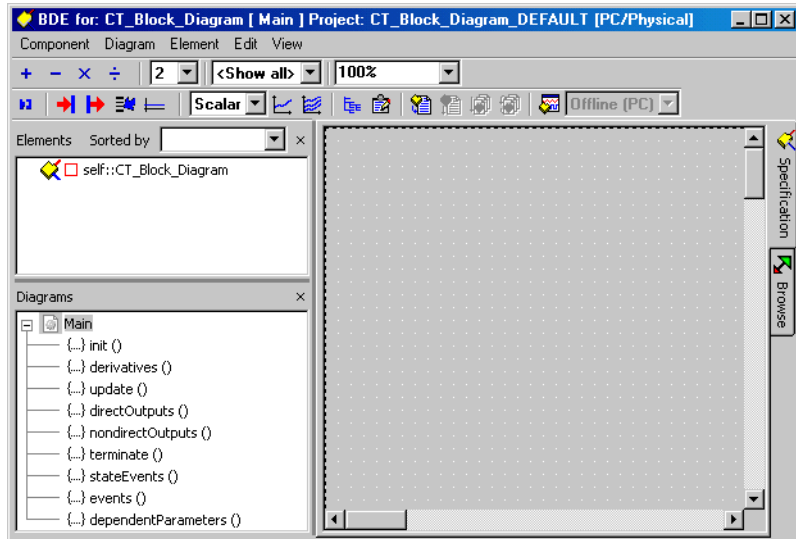 BDE for: CT_Block_Diagram [ Main ] Project: CT_Block_Diagram_DEFAULT [PC/Physical]
Component Diagram Element Edit View
+ − × ÷ 2 <Show all> 100%
Scalar Offline (PC)
Elements Sorted by
self::CT_Block_Diagram
Diagrams
Main
{...} init ()
{...} derivatives ()
{...} update ()
{...} directOutputs ()
{...} nondirectOutputs ()
{...} terminate ()
{...} stateEvents ()
{...} events ()
{...} dependentParameters ()
Specification
Browse